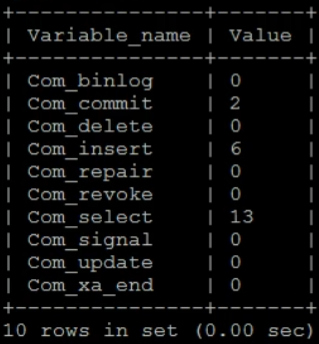 +---------------+-------+
| Variable_name | Value |
+---------------+-------+
| Com_binlog    | 0     |
| Com_commit    | 2     |
| Com_delete    | 0     |
| Com_insert    | 6     |
| Com_repair    | 0     |
| Com_revoke    | 0     |
| Com_select    | 13    |
| Com_signal    | 0     |
| Com_update    | 0     |
| Com_xa_end    | 0     |
+---------------+-------+
10 rows in set (0.00 sec)